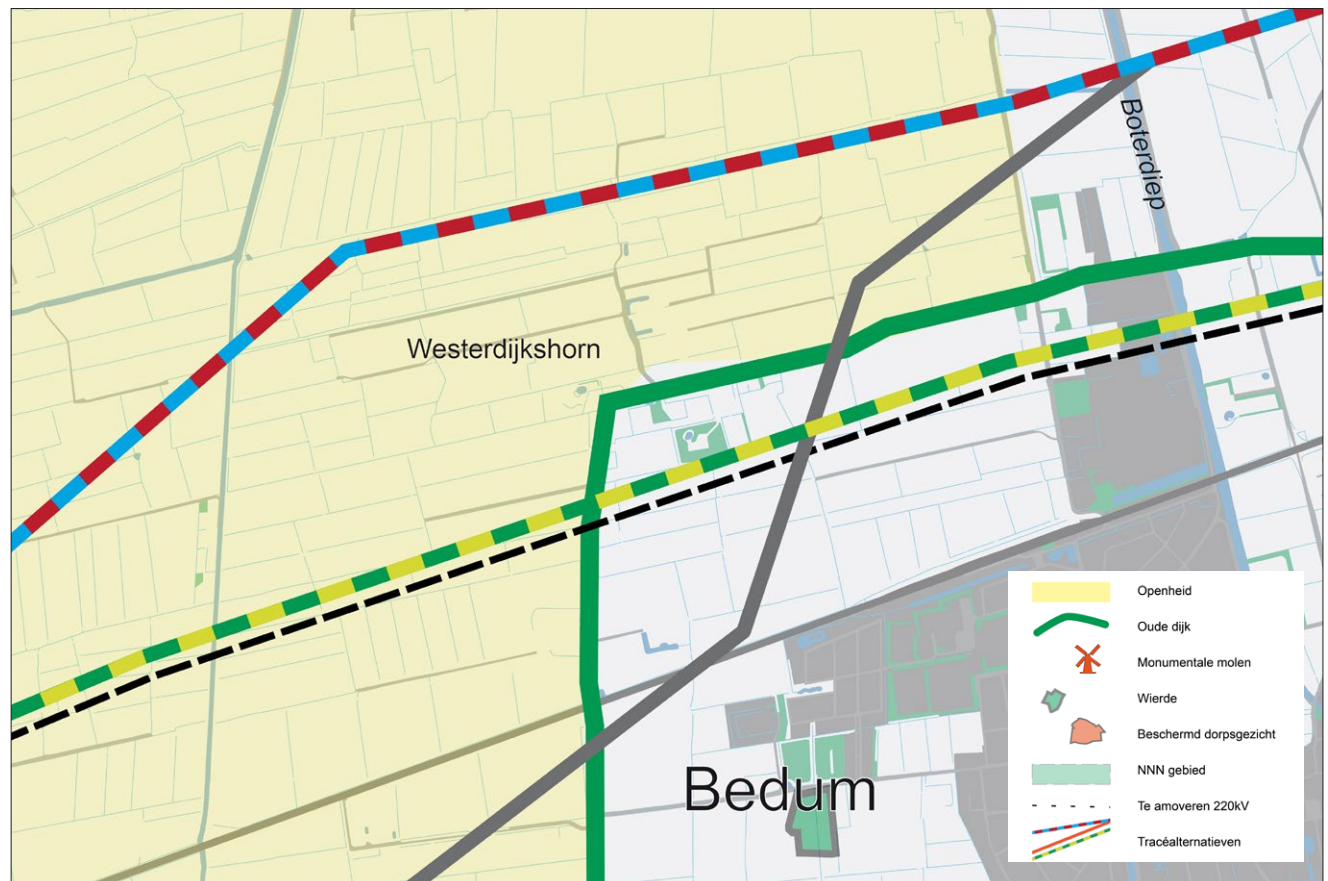 Boterdiep
Westerdijkshorn
Bedum
Openheid
Oude dijk
Monumentale molen
Wierde
Beschermd dorpsgezicht
NNN gebied
Te amoveren 220kV
Tracéalternatieven